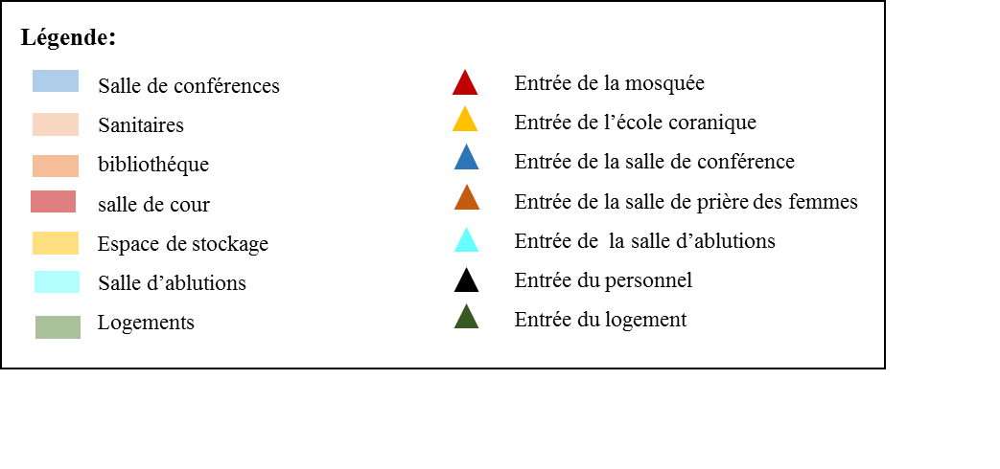 Légende:
Salle de conférences
Sanitaires
bibliothéque
salle de cour
Espace de stockage
Salle d'ablutions
Logements
Entrée de la mosquée
Entrée de l'école coranique
Entrée de la salle de conférence
Entrée de la salle de prière des femmes
Entrée de  la salle d'ablutions
Entrée du personnel
Entrée du logement